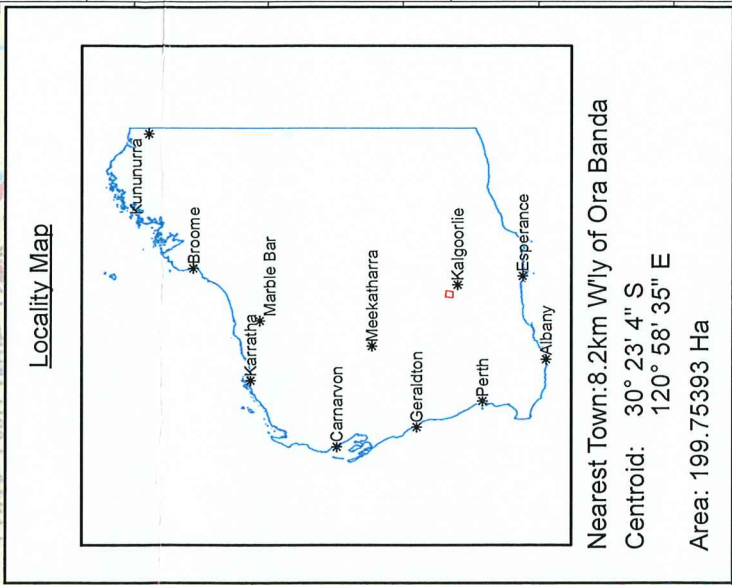 Locality Map
Kununurra
Broome
Marble Bar
Karratha
Meekatharra
Carnarvon
Kalgoorlie
Geraldton
Perth
Esperance
Albany
Nearest Town:8.2km W'ly of Ora Banda
Centroid: 30° 23' 4" S
120° 58' 35" E
Area: 199.75393 Ha